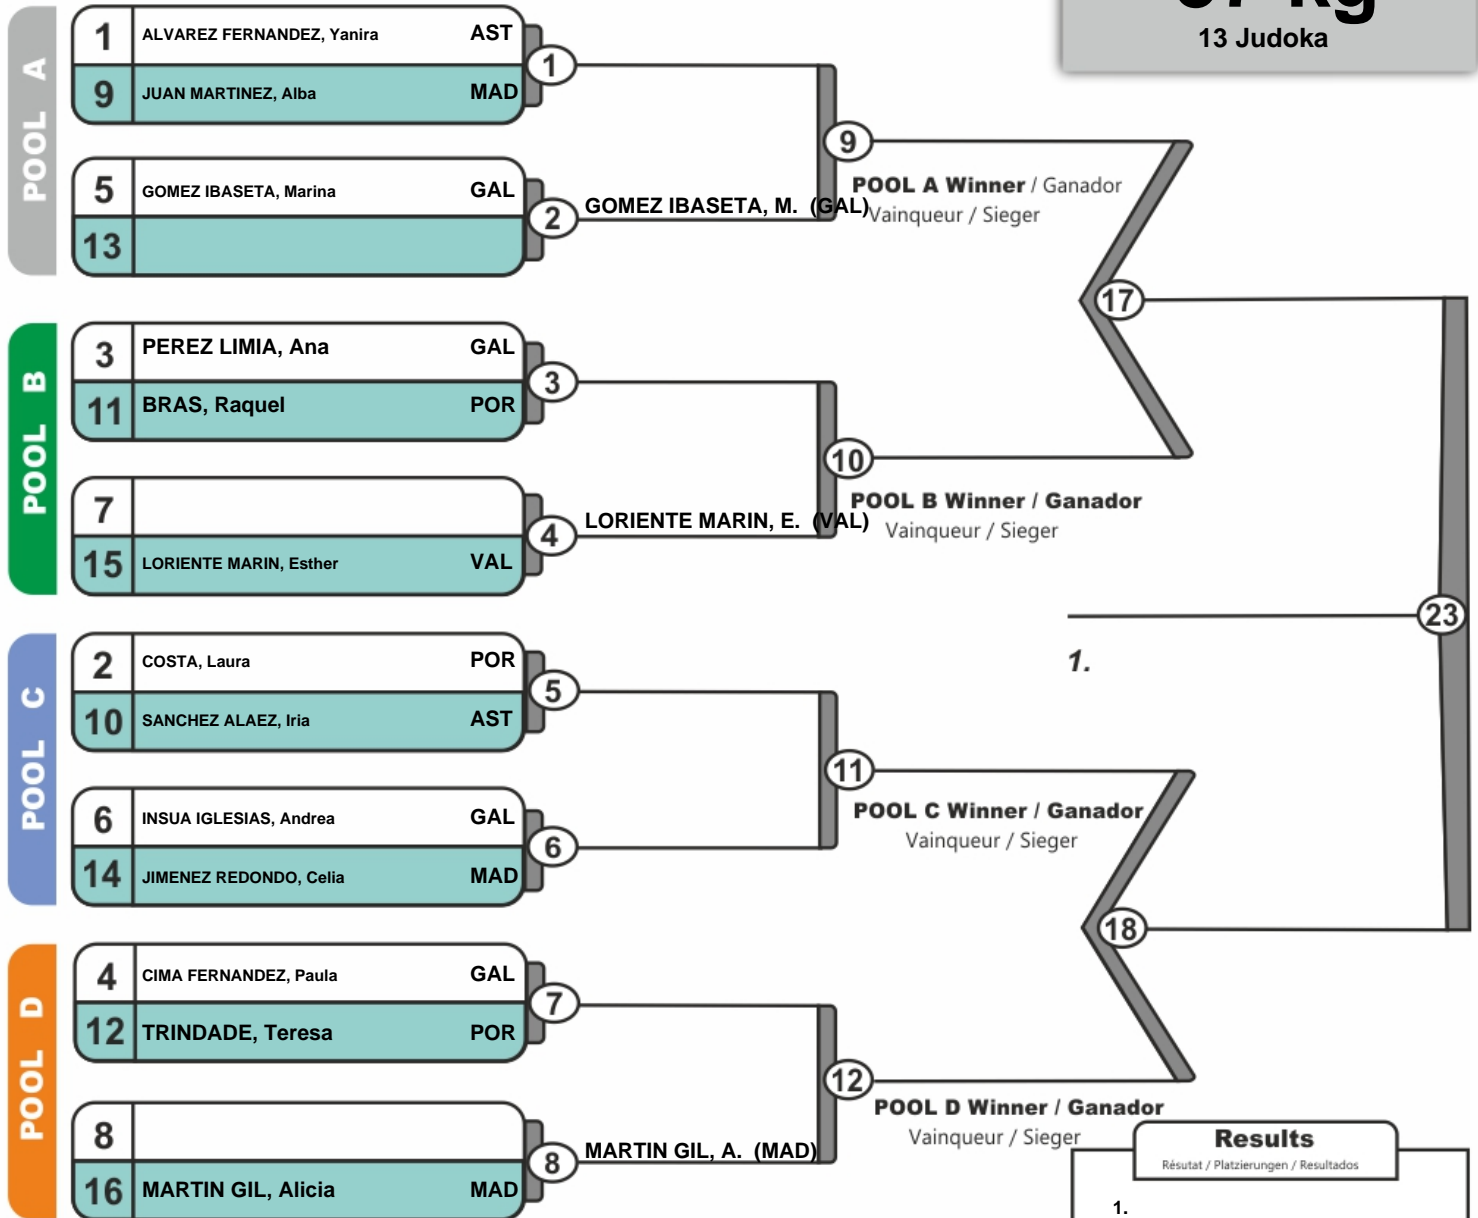 13 Judoka
POOL A
1 ALVAREZ FERNANDEZ, Yanira AST
9 JUAN MARTINEZ, Alba MAD
1
5 GOMEZ IBASETA, Marina GAL
13
2
GOMEZ IBASETA, M. (GAL)
9
POOL A Winner / Ganador
Vainqueur / Sieger
POOL B
3 PEREZ LIMIA, Ana GAL
11 BRAS, Raquel POR
3
7
15 LORIENTE MARIN, Esther VAL
4
LORIENTE MARIN, E. (VAL)
10
POOL B Winner / Ganador
Vainqueur / Sieger
17
POOL C
2 COSTA, Laura POR
10 SANCHEZ ALAEZ, Iria AST
5
6 INSUA IGLESIAS, Andrea GAL
14 JIMENEZ REDONDO, Celia MAD
6
11
POOL C Winner / Ganador
Vainqueur / Sieger
POOL D
4 CIMA FERNANDEZ, Paula GAL
12 TRINDADE, Teresa POR
7
8
16 MARTIN GIL, Alicia MAD
8
MARTIN GIL, A. (MAD)
12
POOL D Winner / Ganador
Vainqueur / Sieger
18
23
1.
Results
Résutat / Platzierungen / Resultados
1.